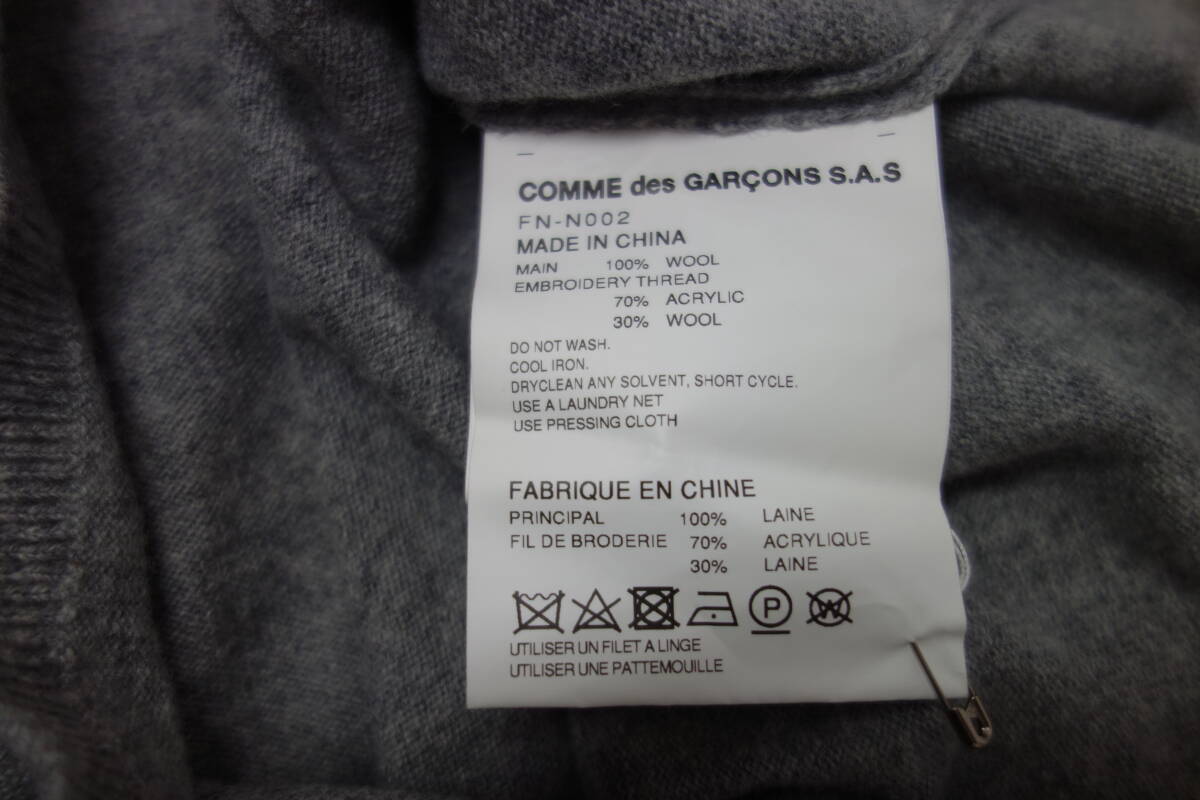 COMME des GARÇONS S.A.S
FN-N002
MADE IN CHINA
MAIN 100% WOOL
EMBROIDERY THREAD
70% ACRYLIC
30% WOOL
DO NOT WASH.
COOL IRON.
DRYCLEAN ANY SOLVENT, SHORT CYCLE.
USE A LAUNDRY NET
USE PRESSING CLOTH
FABRIQUE EN CHINE
PRINCIPAL 100% LAINE
FIL DE BRODERIE 70% ACRYLIQUE
30% LAINE
P W
UTILISER UN FILET A LINGE
UTILISER UNE PATTEMOUILLE